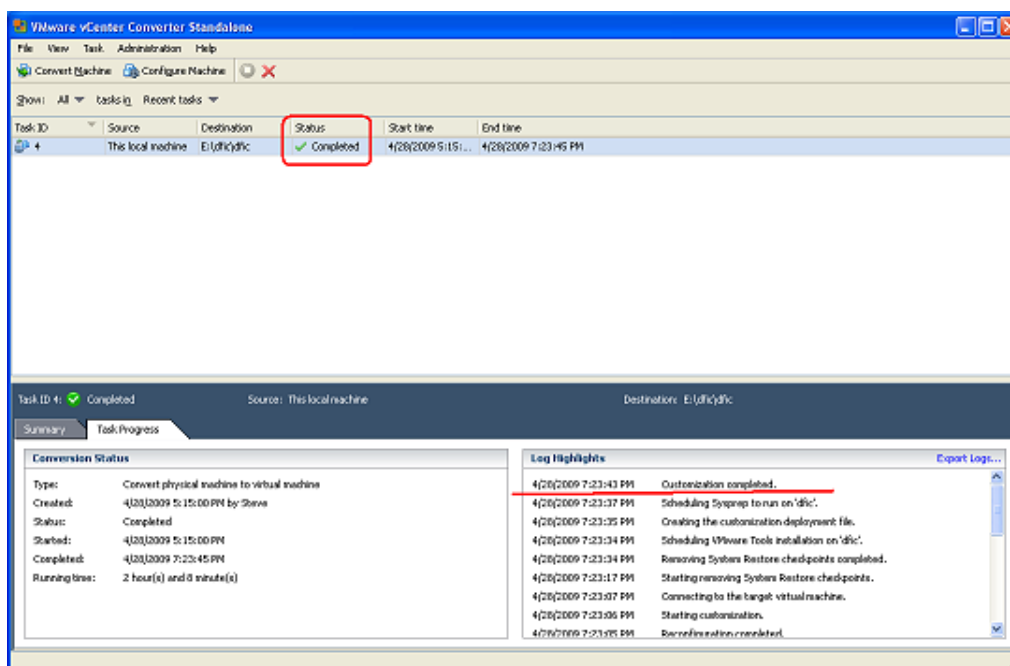 VMware vCenter Converter Standalone
File View Task Administration Help
Convert Machine Configure Machine
Show: All tasks in Recent tasks
Task ID Source Destination Status Start time End time
4 This local machine E:\dfic\dfic Completed 4/28/2009 5:15:... 4/28/2009 7:23:45 PM
Task ID 4: Completed Source: This local machine Destination: E:\dfic\dfic
Summary Task Progress
Conversion Status
Type: Convert physical machine to virtual machine
Created: 4/28/2009 5:15:00 PM by Steve
Status: Completed
Started: 4/28/2009 5:15:00 PM
Completed: 4/28/2009 7:23:45 PM
Running time: 2 hour(s) and 8 minute(s)
Log Highlights Export Logs...
4/28/2009 7:23:43 PM Customization completed.
4/28/2009 7:23:37 PM Scheduling Sysprep to run on 'dfic'.
4/28/2009 7:23:35 PM Creating the customization deployment file.
4/28/2009 7:23:34 PM Scheduling VMware Tools installation on 'dfic'.
4/28/2009 7:23:34 PM Removing System Restore checkpoints completed.
4/28/2009 7:23:17 PM Starting removing System Restore checkpoints.
4/28/2009 7:23:07 PM Connecting to the target virtual machine.
4/28/2009 7:23:06 PM Starting customization.
4/28/2009 7:23:05 PM Reconfiguration completed.